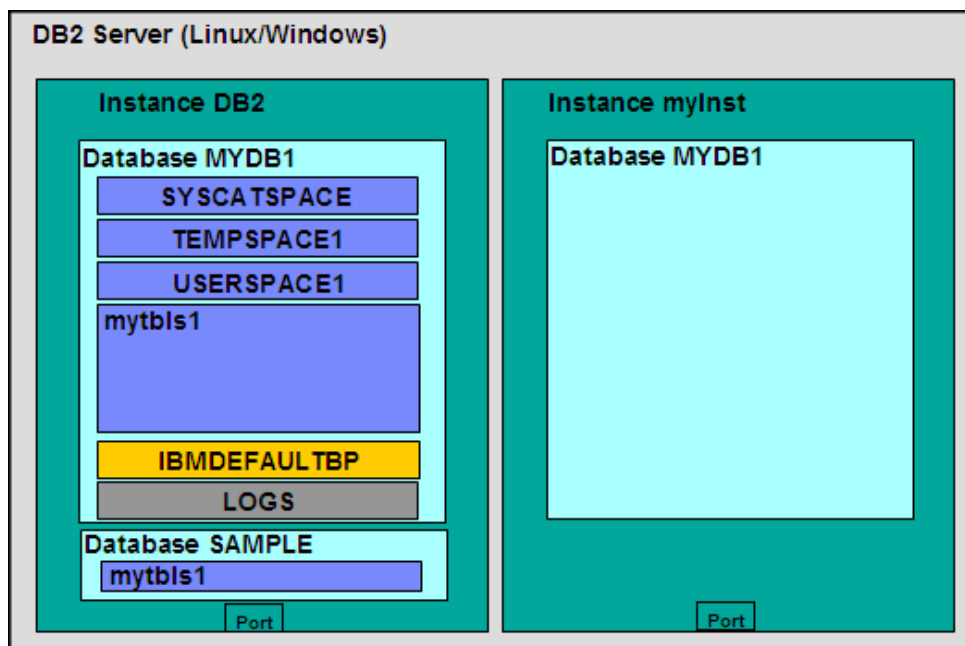 DB2 Server (Linux/Windows)
Instance DB2
Database MYDB1
SYSCATSPACE
TEMPSPACE1
USERSPACE1
mytbls1
IBMDEFAULTBP
LOGS
Database SAMPLE
mytbls1
Port
Instance myInst
Database MYDB1
Port